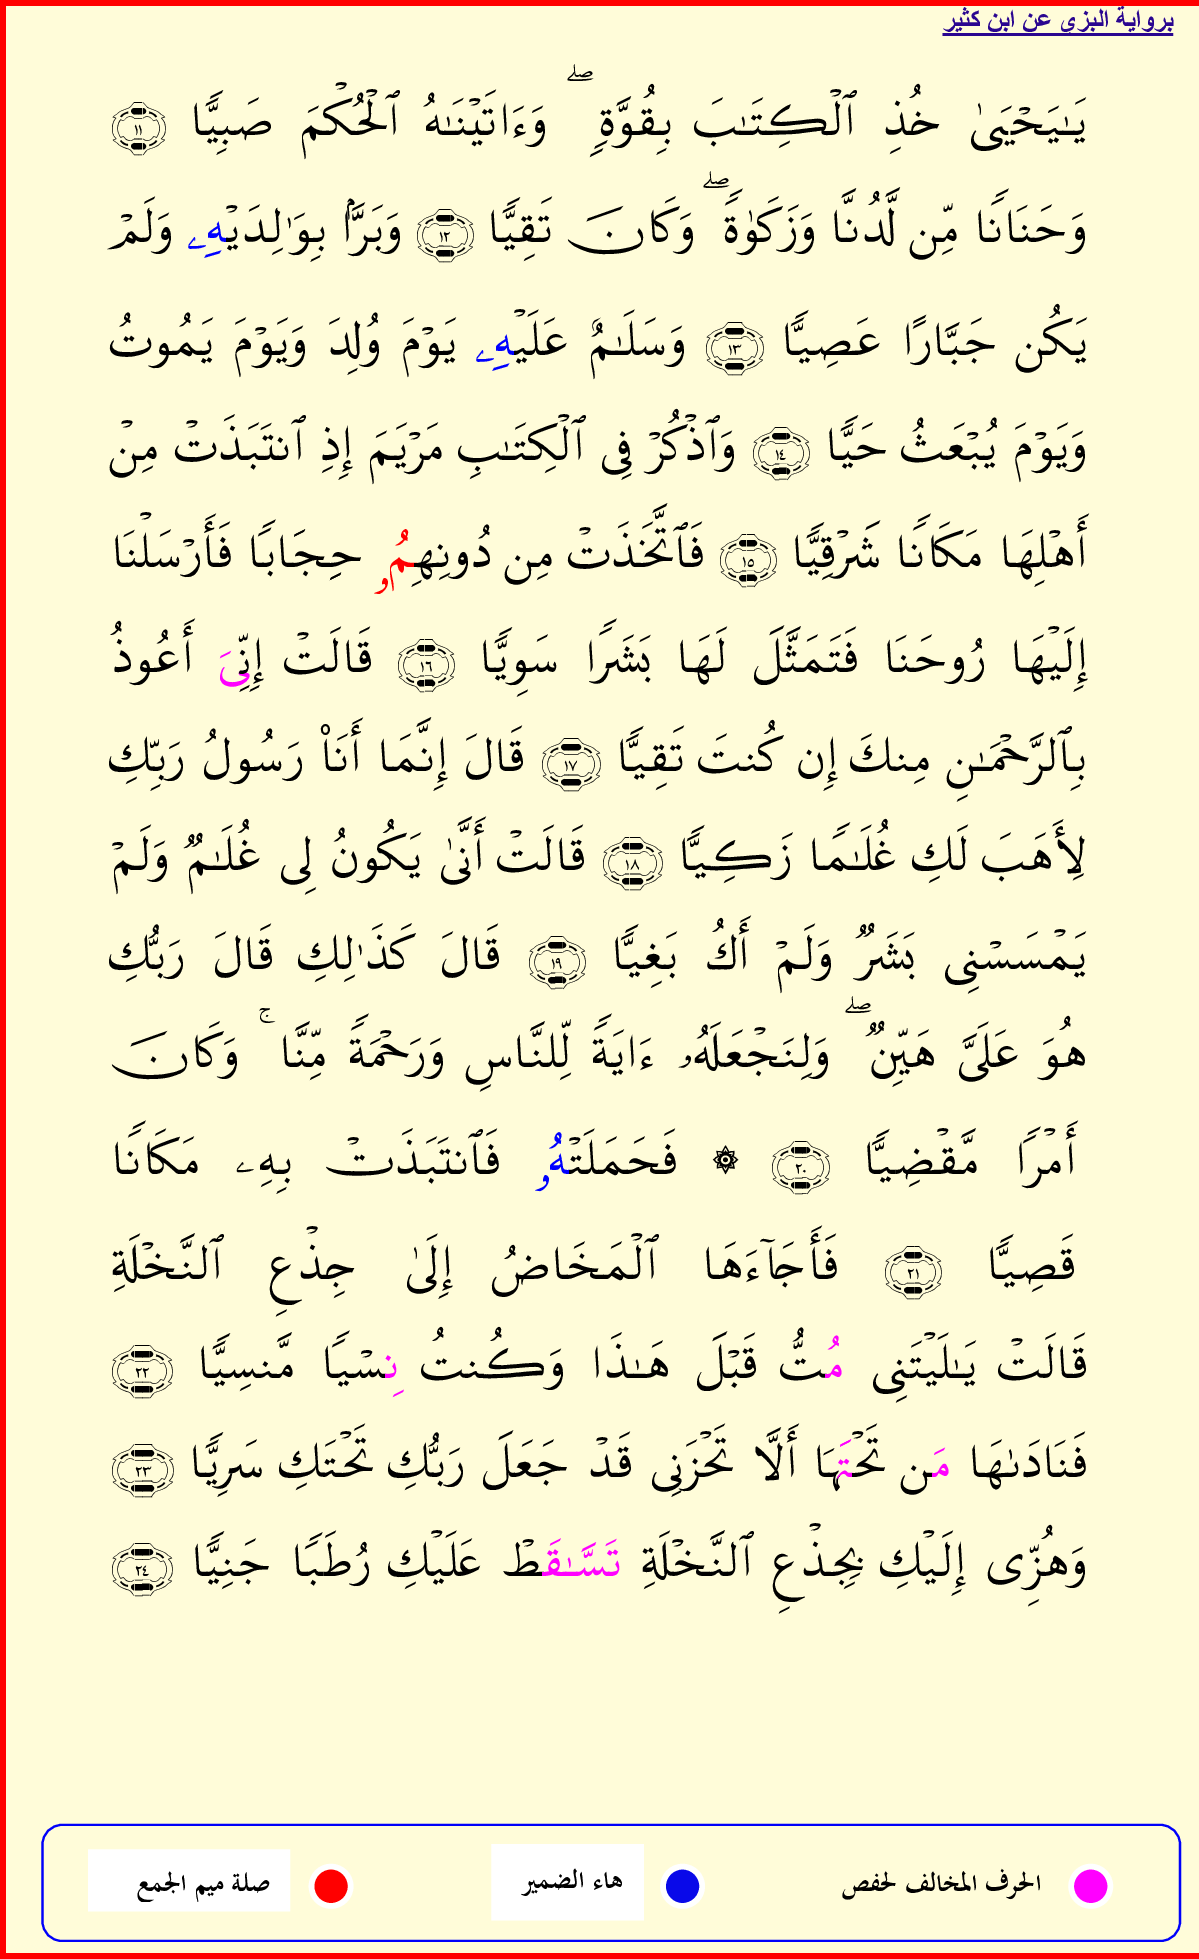 برواية البزي عن ابن كثير
يَـٰيَحۡيَىٰ خُذِ ٱلۡكِتَـٰبَ بِقُوَّةٖۖ وَءَاتَيۡنَـٰهُ ٱلۡحُكۡمَ صَبِيّٗا ١١
وَحَنَانٗا مِّن لَّدُنَّا وَزَكَوٰةٗۖ وَكَانَ تَقِيّٗا ١٢ وَبَرَّۢا بِوَٰلِدَيۡهِۦ وَلَمۡ
يَكُن جَبَّارًا عَصِيّٗا ١٣ وَسَلَـٰمٌ عَلَيۡهِۦ يَوۡمَ وُلِدَ وَيَوۡمَ يَمُوتُ
وَيَوۡمَ يُبۡعَثُ حَيّٗا ١٤ وَٱذۡكُرۡ فِى ٱلۡكِتَـٰبِ مَرۡيَمَ إِذِ ٱنتَبَذَتۡ مِنۡ
أَهۡلِهَا مَكَانٗا شَرۡقِيّٗا ١٥ فَٱتَّخَذَتۡ مِن دُونِهِمُۥ حِجَابٗا فَأَرۡسَلۡنَا
إِلَيۡهَا رُوحَنَا فَتَمَثَّلَ لَهَا بَشَرٗا سَوِيّٗا ١٦ قَالَتۡ إِنِّىَ أَعُوذُ
بِٱلرَّحۡمَـٰنِ مِنكَ إِن كُنتَ تَقِيّٗا ١٧ قَالَ إِنَّمَا أَنَا۠ رَسُولُ رَبِّكِ
لِأَهَبَ لَكِ غُلَـٰمٗا زَكِيّٗا ١٨ قَالَتۡ أَنَّىٰ يَكُونُ لِى غُلَـٰمٞ وَلَمۡ
يَمۡسَسۡنِى بَشَرٞ وَلَمۡ أَكُ بَغِيّٗا ١٩ قَالَ كَذَٰلِكِ قَالَ رَبُّكِ
هُوَ عَلَىَّ هَيِّنٞۖ وَلِنَجۡعَلَهُۥ ءَايَةٗ لِّلنَّاسِ وَرَحۡمَةٗ مِّنَّاۚ وَكَانَ
أَمۡرٗا مَّقۡضِيّٗا ٢٠ ۞ فَحَمَلَتۡهُۥ فَٱنتَبَذَتۡ بِهِۦ مَكَانٗا
قَصِيّٗا ٢١ فَأَجَآءَهَا ٱلۡمَخَاضُ إِلَىٰ جِذۡعِ ٱلنَّخۡلَةِ
قَالَتۡ يَـٰلَيۡتَنِى مُتُّ قَبۡلَ هَـٰذَا وَكُنتُ نِسۡيٗا مَّنسِيّٗا ٢٢
فَنَادَىٰهَا مَن تَحۡتَهَا أَلَّا تَحۡزَنِى قَدۡ جَعَلَ رَبُّكِ تَحۡتَكِ سَرِيّٗا ٢٣
وَهُزِّى إِلَيۡكِ بِجِذۡعِ ٱلنَّخۡلَةِ تَسَّـٰقَطۡ عَلَيۡكِ رُطَبٗا جَنِيّٗا ٢٤
الحرف المخالف لحفص
هاء الضمير
صلة ميم الجمع